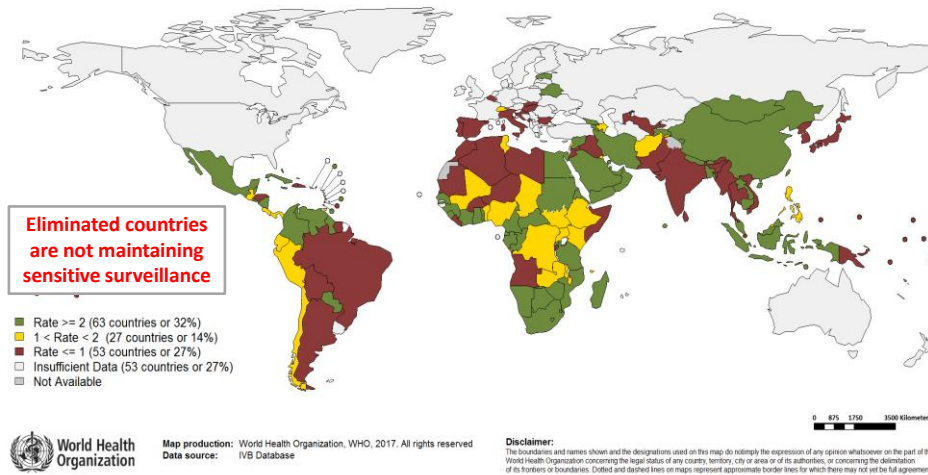 Eliminated countries
are not maintaining
sensitive surveillance
Rate >= 2 (63 countries or 32%)
1 < Rate < 2 (27 countries or 14%)
Rate <= 1 (53 countries or 27%)
Insufficient Data (53 countries or 27%)
Not Available
0 875 1750 3500 Kilometer
World Health
Organization
Map production: World Health Organization, WHO, 2017. All rights reserved
Data source: IVB Database
Disclaimer:
The boundaries and names shown and the designations used on this map do not imply the expression of any opinion whatsoever on the part of th
World Health Organization concerning the legal status of any country, territory, city or area or of its authorities, or concerning the delimitation
of its frontiers or boundaries. Dotted and dashed lines on maps represent approximate border lines for which there may not yet be full agreemen